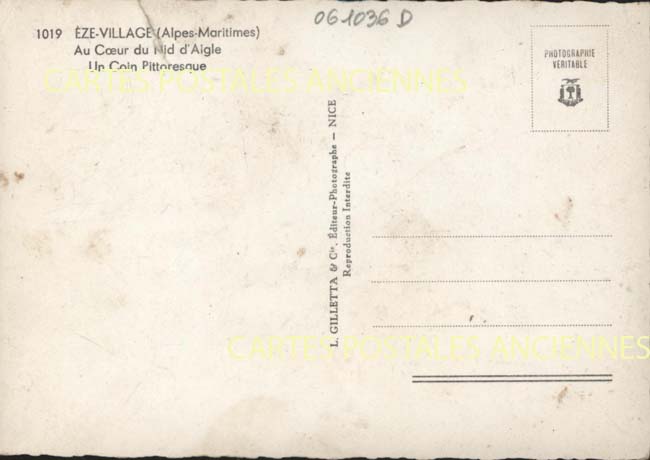 061036 D
1019 ÈZE-VILLAGE (Alpes-Maritimes)
Au Cœur du Nid d'Aigle
Un Coin Pittoresque
CARTES POSTALES ANCIENNES
PHOTOGRAPHIE
VERITABLE
L. GILLETTA & Cie, Éditeur-Photographe — NICE
Reproduction Interdite
CARTES POSTALES ANCIENNES